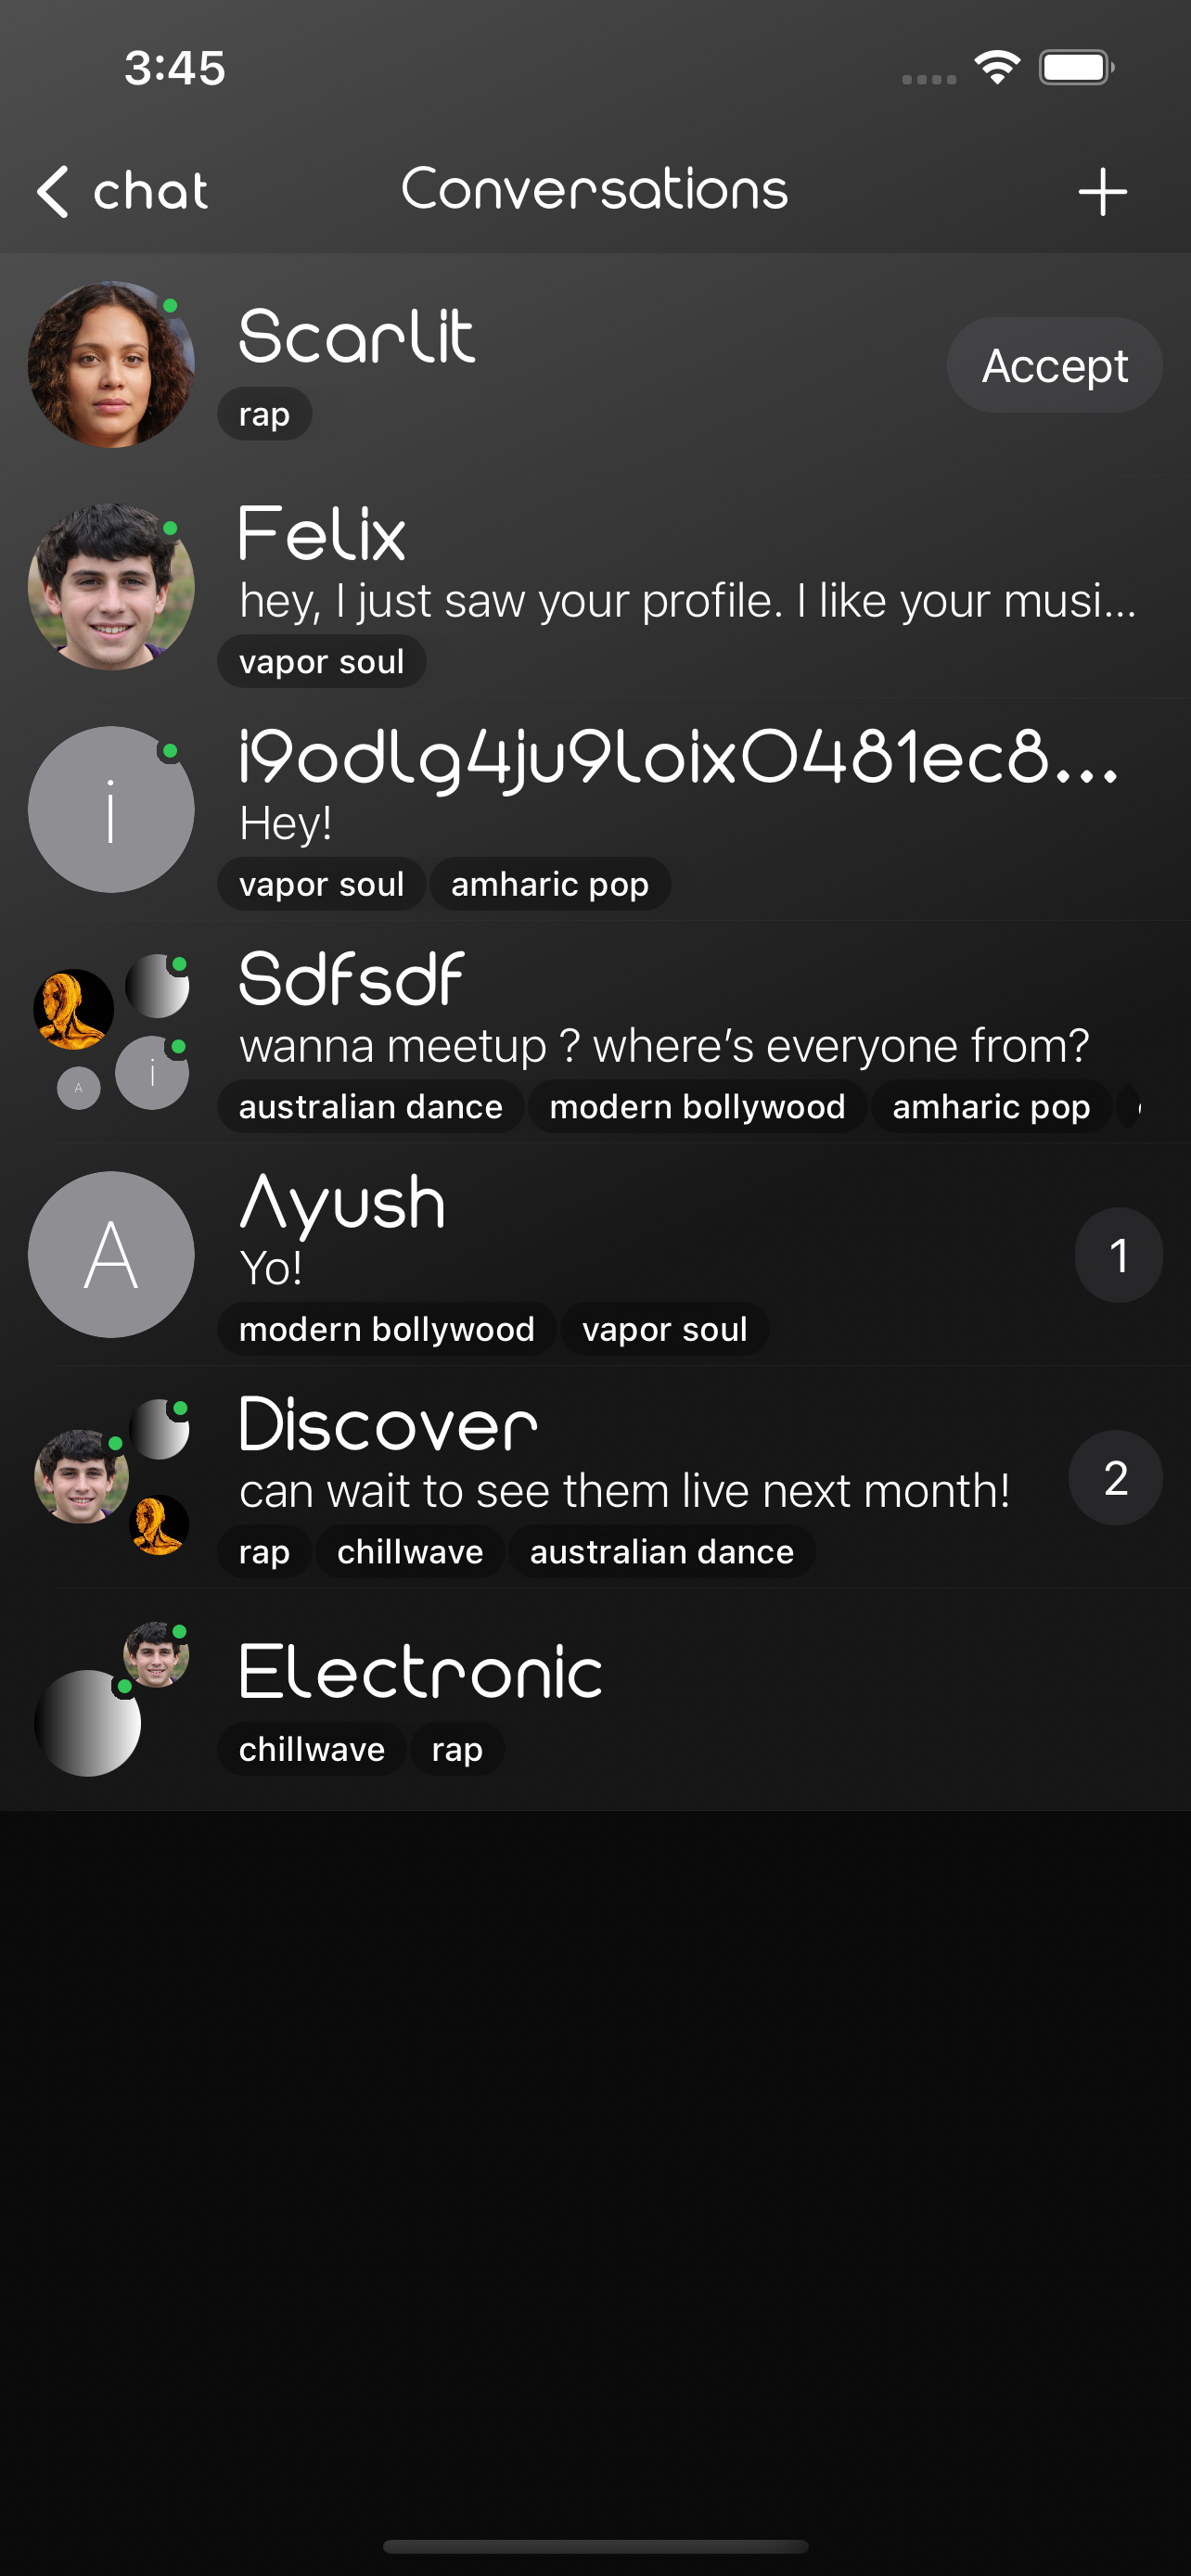 3:45
chat Conversations
Scarlit
Accept
rap
Felix
hey, I just saw your profile. I like your musi...
vapor soul
i
i9odlg4ju9loix0481ec8...
Hey!
vapor soul amharic pop
Sdfsdf
wanna meetup ? where's everyone from?
A i
australian dance modern bollywood amharic pop
A
Ayush
Yo!
1
modern bollywood vapor soul
Discover
can wait to see them live next month!
2
rap chillwave australian dance
Electronic
chillwave rap